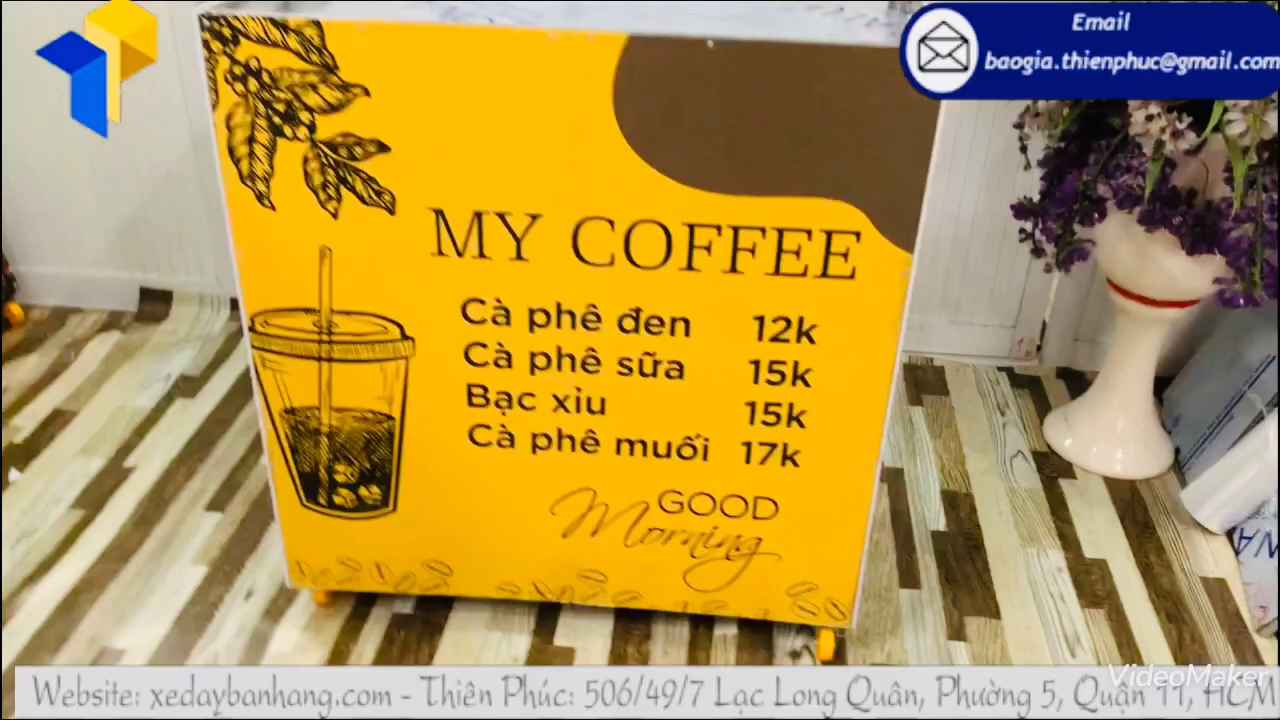 Email
baogia.thienphuc@gmail.com
MY COFFEE
Cà phê đen 12k
Cà phê sữa 15k
Bạc xỉu 15k
Cà phê muối 17k
GOOD
Morning
VideoMaker
Website: xedaybanhang.com - Thiên Phúc: 506/49/7 Lạc Long Quân, Phường 5, Quận 11, HCM